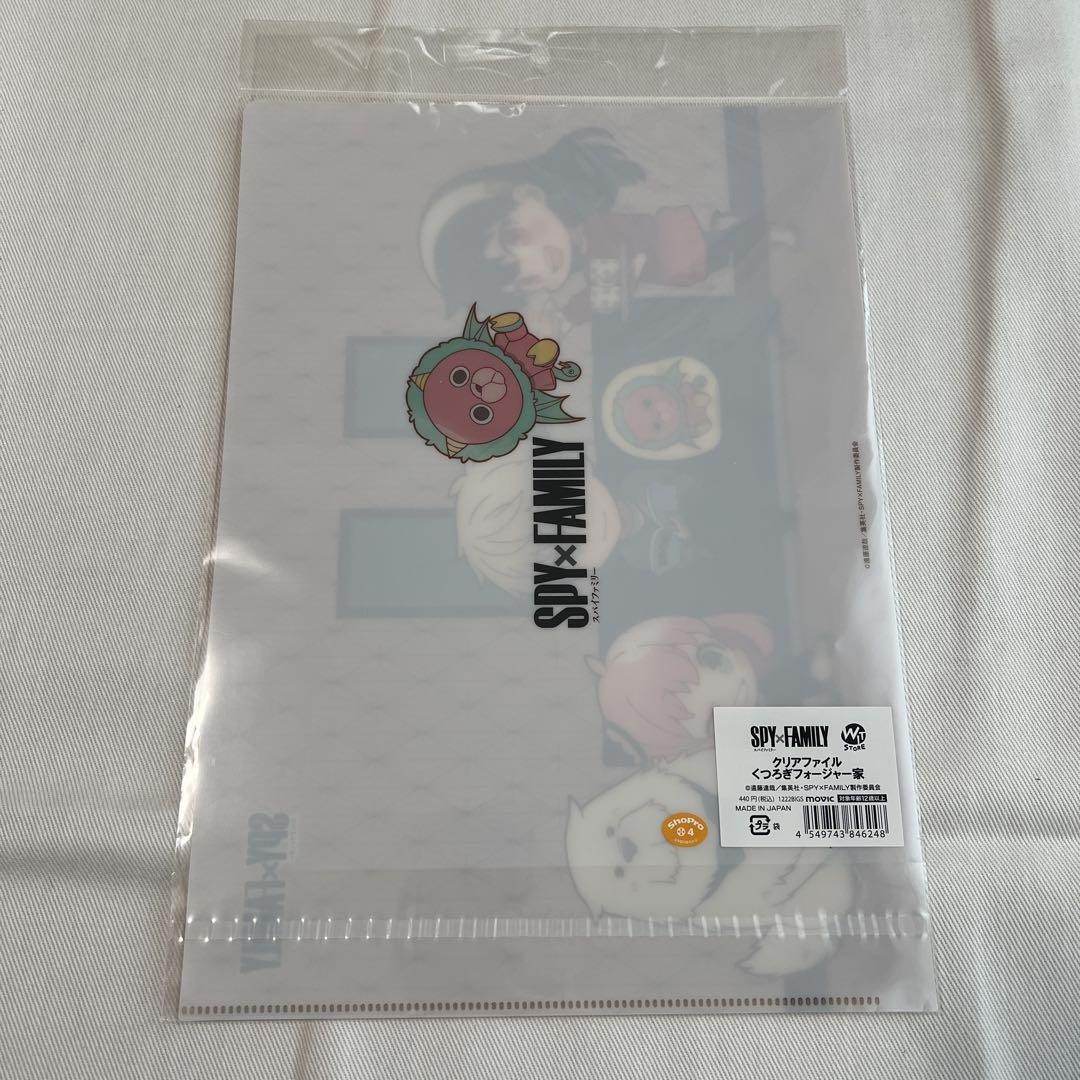 SPY×FAMILY
スパイファミリー
©遠藤達哉／集英社・SPY×FAMILY製作委員会
SPY×FAMILY
SPY×FAMILY
スパイファミリー
WIT
STORE
クリアファイル
くつろぎフォージャー家
©遠藤達哉／集英社・SPY×FAMILY製作委員会
440円(税込) 1222BIGS movic 対象年齢12歳以上
MADE IN JAPAN
プラ 袋
4 549743 846248
ShoPro
4